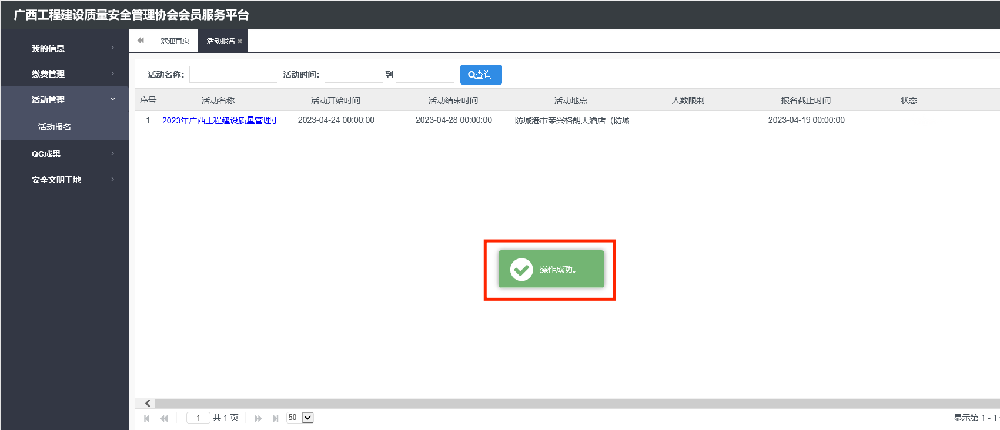 广西工程建设质量安全管理协会会员服务平台
欢迎首页
活动报名
我的信息
缴费管理
活动管理
活动报名
QC成果
安全文明工地
活动名称：
活动时间：
到
查询
序号 活动名称 活动开始时间 活动结束时间 活动地点 人数限制 报名截止时间 状态
1 2023年广西工程建设质量管理小 2023-04-24 00:00:00 2023-04-28 00:00:00 防城港市荣兴格朗大酒店（防城 2023-04-19 00:00:00
操作成功。
1 共 1 页 50 显示第 1 - 1